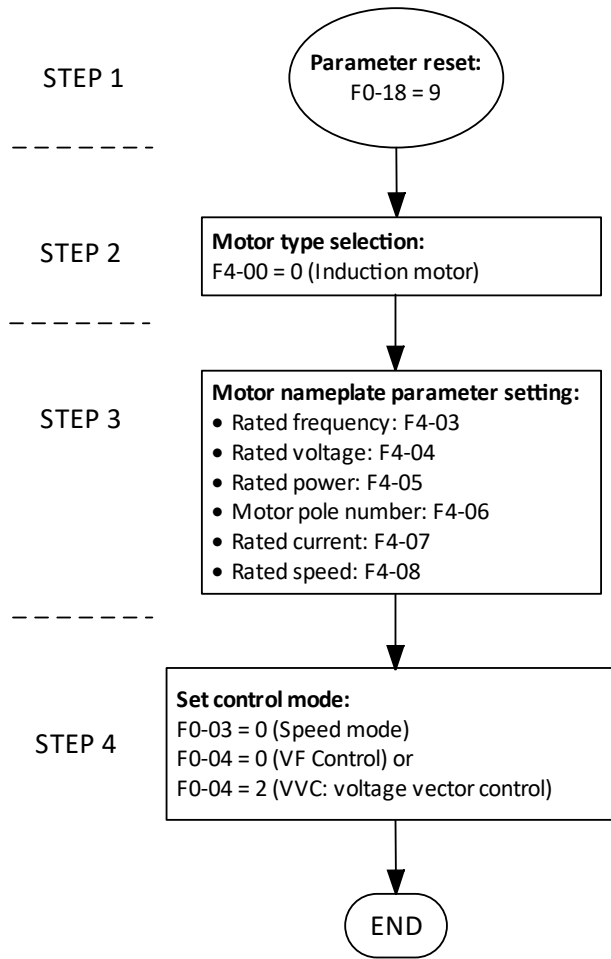 STEP 1
Parameter reset:
F0-18 = 9
STEP 2
Motor type selection:
F4-00 = 0 (Induction motor)
STEP 3
Motor nameplate parameter setting:
• Rated frequency: F4-03
• Rated voltage: F4-04
• Rated power: F4-05
• Motor pole number: F4-06
• Rated current: F4-07
• Rated speed: F4-08
STEP 4
Set control mode:
F0-03 = 0 (Speed mode)
F0-04 = 0 (VF Control) or
F0-04 = 2 (VVC: voltage vector control)
END